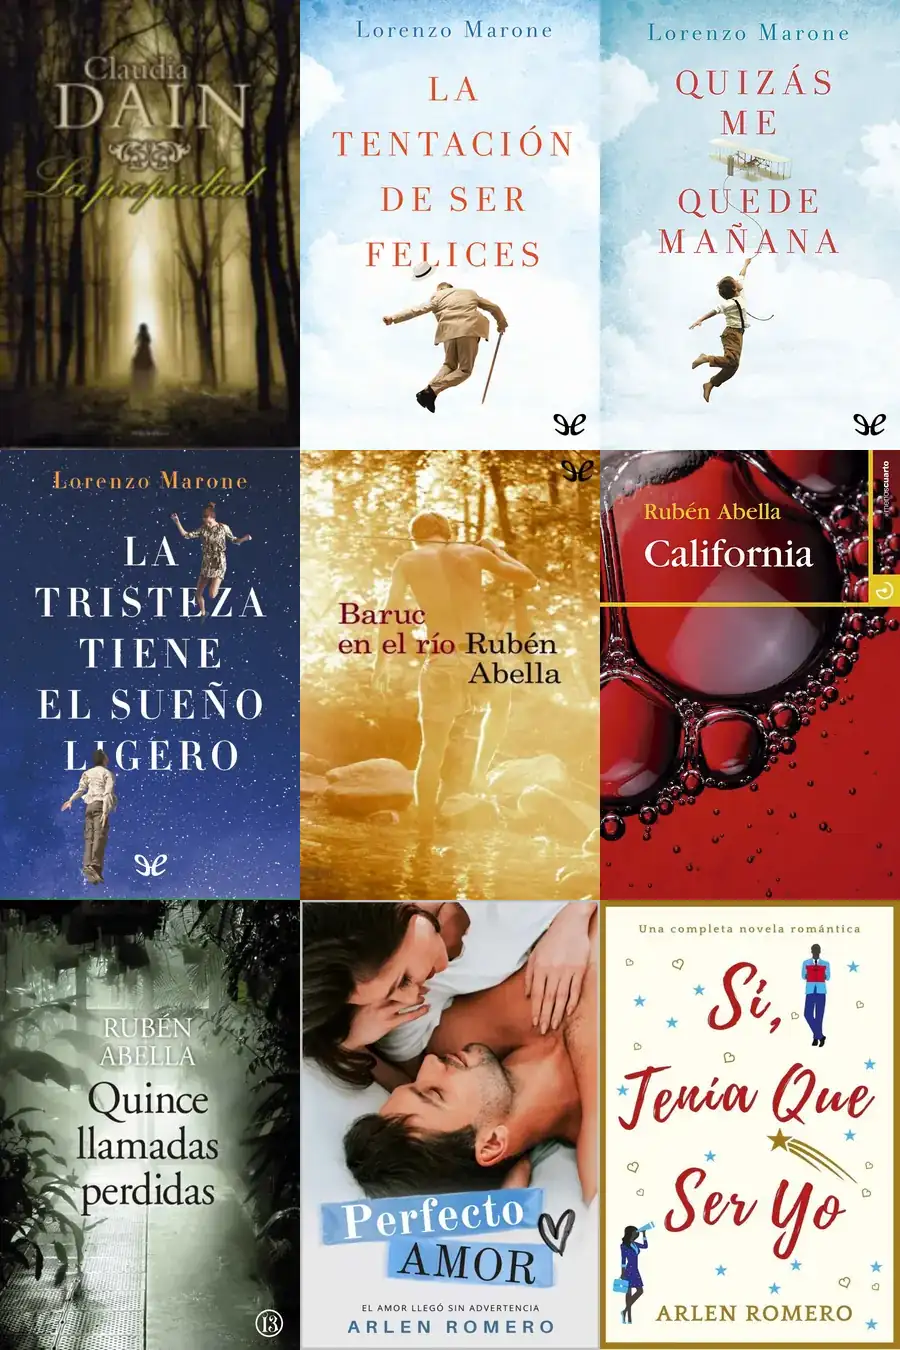 Claudia
DAIN
La propiedad
Lorenzo Marone
LA
TENTACIÓN
DE SER
FELICES
Lorenzo Marone
QUIZÁS
ME
QUEDE
MAÑANA
Lorenzo Marone
LA
TRISTEZA
TIENE
EL SUEÑO
LIGERO
Baruc
en el río Rubén
Abella
Rubén Abella
California
menoscuarto
RUBÉN
ABELLA
Quince
llamadas
perdidas
13
Perfecto
AMOR
EL AMOR LLEGÓ SIN ADVERTENCIA
ARLEN ROMERO
Una completa novela romántica
Sí,
Tenía Que
Ser Yo
ARLEN ROMERO